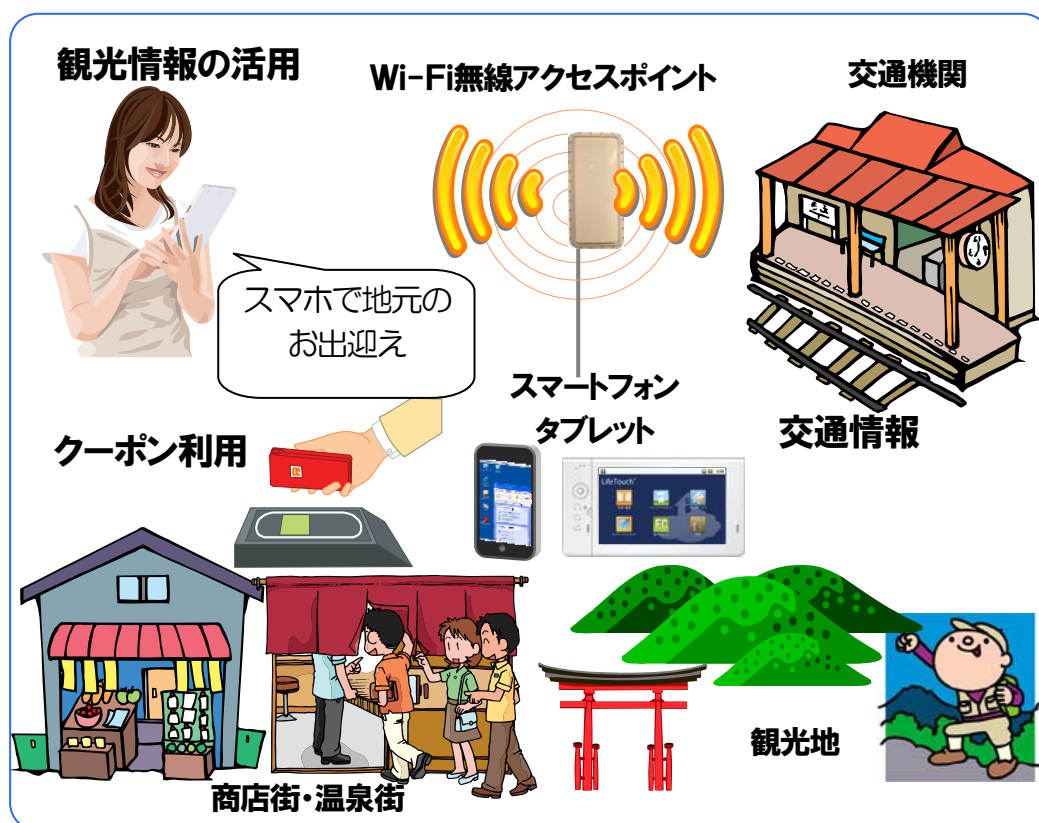 観光情報の活用
Wi-Fi無線アクセスポイント
交通機関
スマホで地元の
お出迎え
スマートフォン
タブレット
交通情報
クーポン利用
LifeTouch
EC
観光地
商店街・温泉街